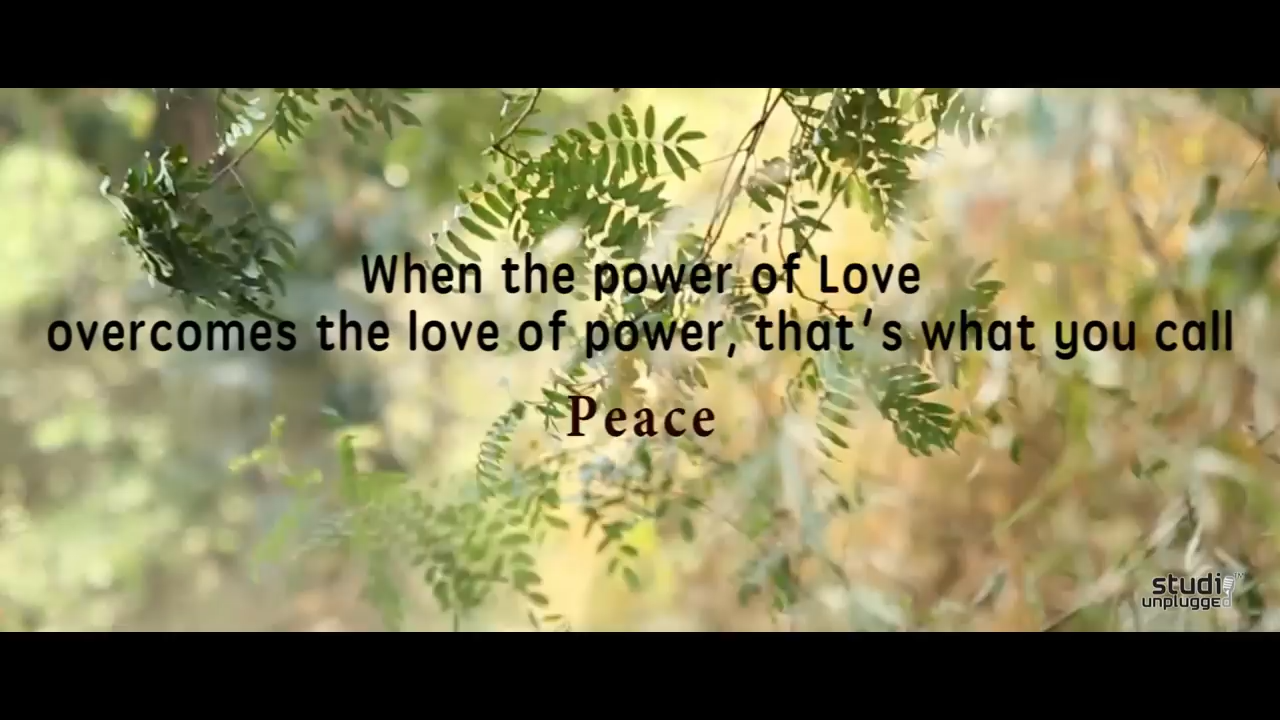 When the power of Love
overcomes the love of power, that's what you call
Peace
studio
unplugged